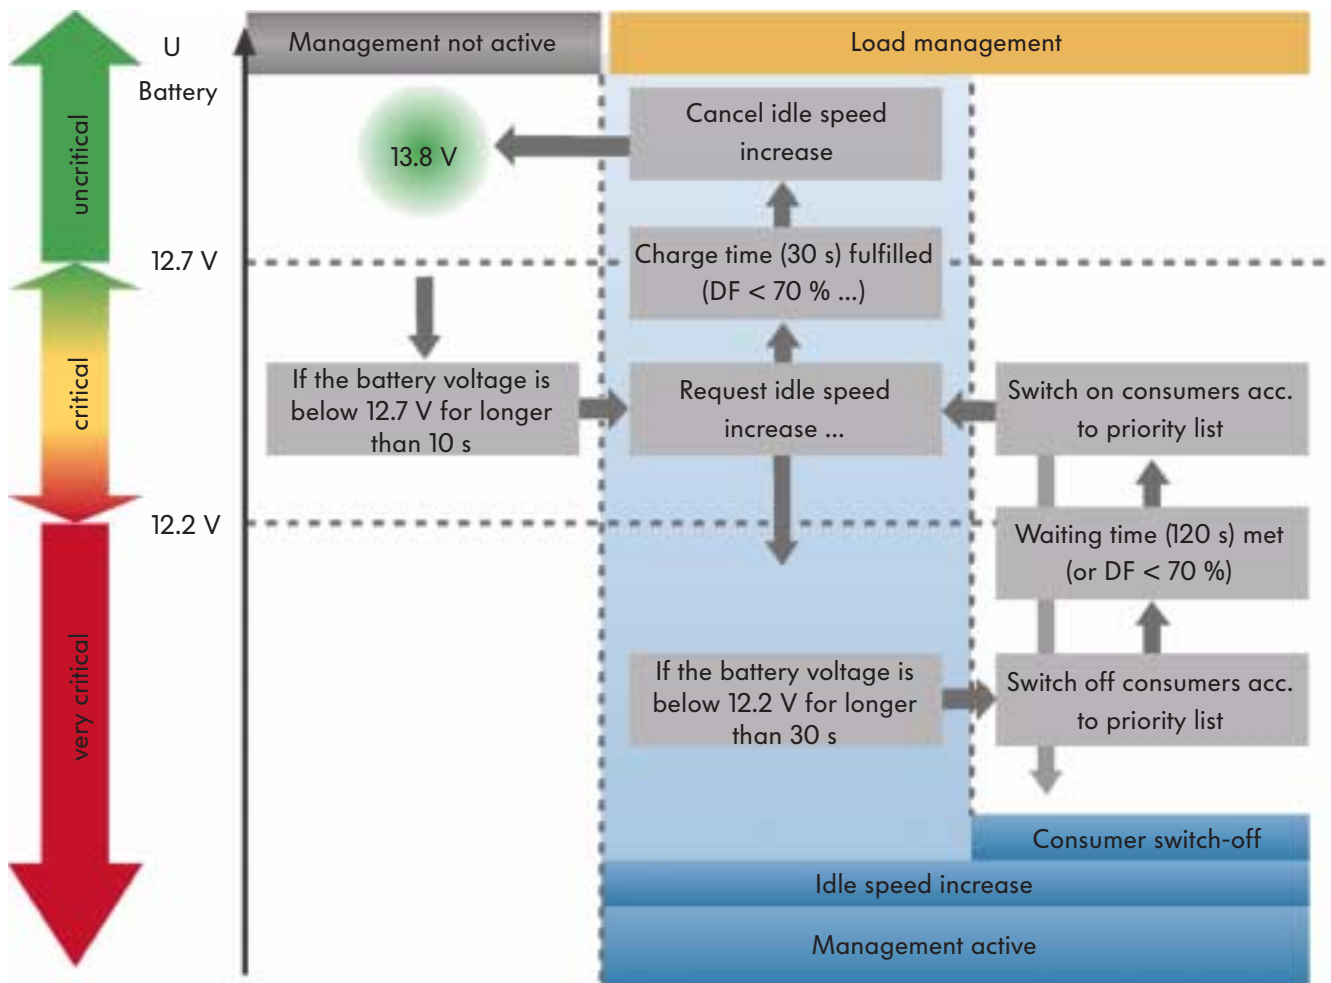 U
Battery
Management not active
Load management
uncritical
13.8 V
Cancel idle speed
increase
12.7 V
Charge time (30 s) fulfilled
(DF < 70 % ...)
critical
If the battery voltage is
below 12.7 V for longer
than 10 s
Request idle speed
increase ...
Switch on consumers acc.
to priority list
12.2 V
Waiting time (120 s) met
(or DF < 70 %)
very critical
If the battery voltage is
below 12.2 V for longer
than 30 s
Switch off consumers acc.
to priority list
Consumer switch-off
Idle speed increase
Management active